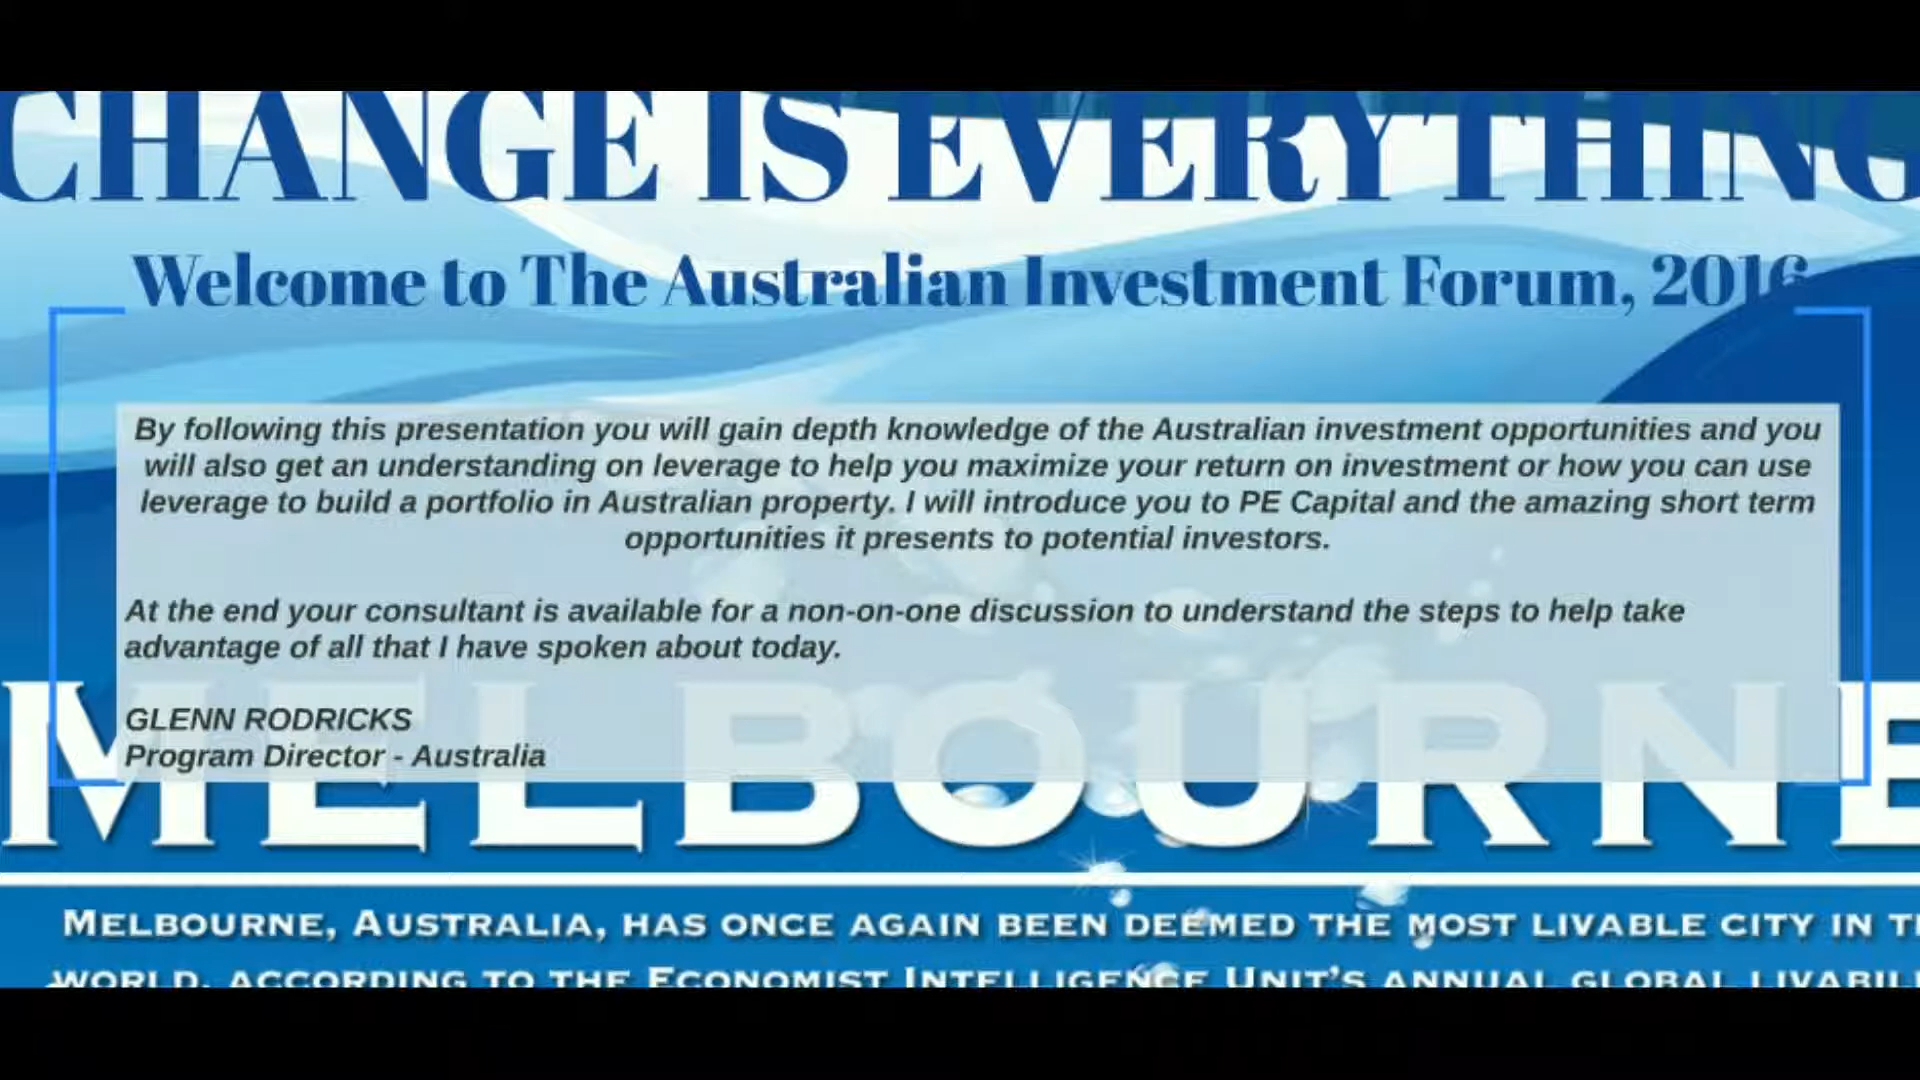 CHANGE IS EVERYTHING
Welcome to The Australian Investment Forum, 2016
By following this presentation you will gain depth knowledge of the Australian investment opportunities and you
will also get an understanding on leverage to help you maximize your return on investment or how you can use
leverage to build a portfolio in Australian property. I will introduce you to PE Capital and the amazing short term
opportunities it presents to potential investors.
At the end your consultant is available for a non-on-one discussion to understand the steps to help take
advantage of all that I have spoken about today.
GLENN RODRICKS
Program Director - Australia
MELBOURNE
MELBOURNE, AUSTRALIA, HAS ONCE AGAIN BEEN DEEMED THE MOST LIVABLE CITY IN
WORLD, ACCORDING TO THE ECONOMIST INTELLIGENCE UNIT'S ANNUAL GLOBAL